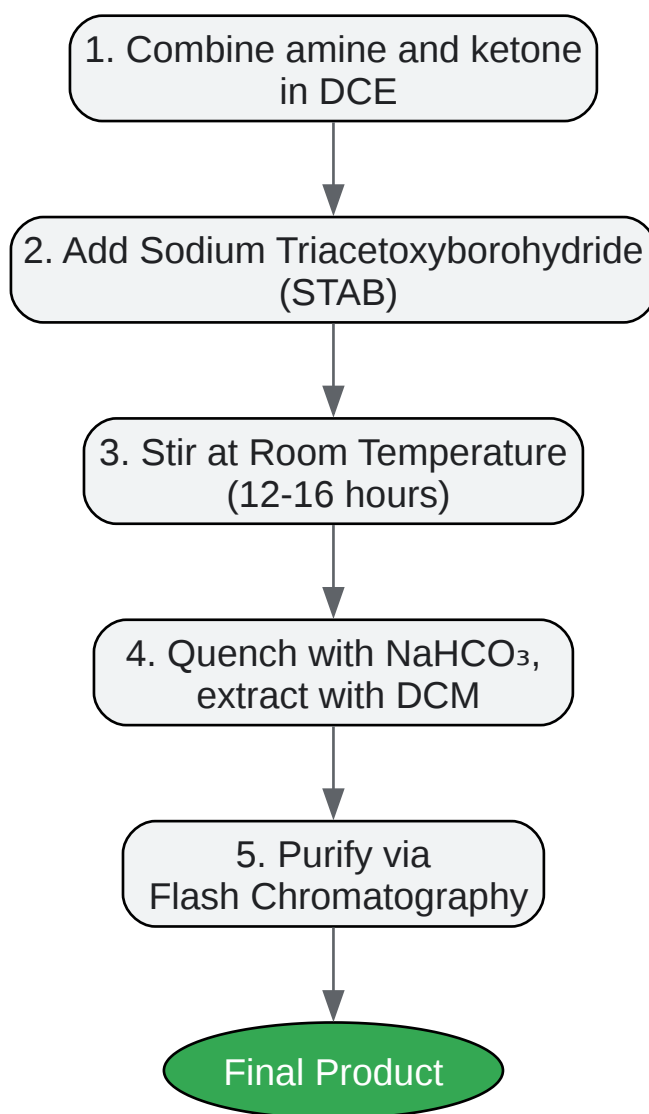 1. Combine amine and ketone
in DCE
2. Add Sodium Triacetoxyborohydride
(STAB)
3. Stir at Room Temperature
(12-16 hours)
4. Quench with NaHCO₃,
extract with DCM
5. Purify via
Flash Chromatography
Final Product